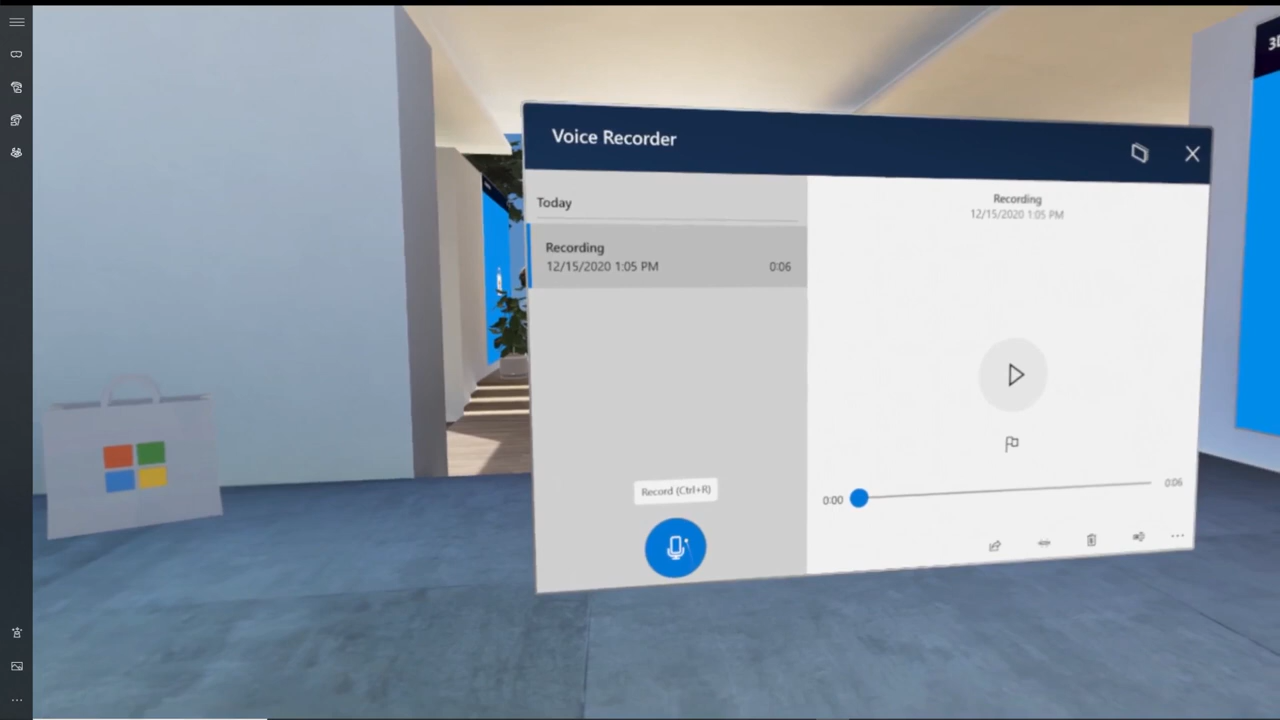 Voice Recorder
Today
Recording
12/15/2020 1:05 PM
0:06
Record (Ctrl+R)
Recording
12/15/2020 1:05 PM
0:00
0:06
3D